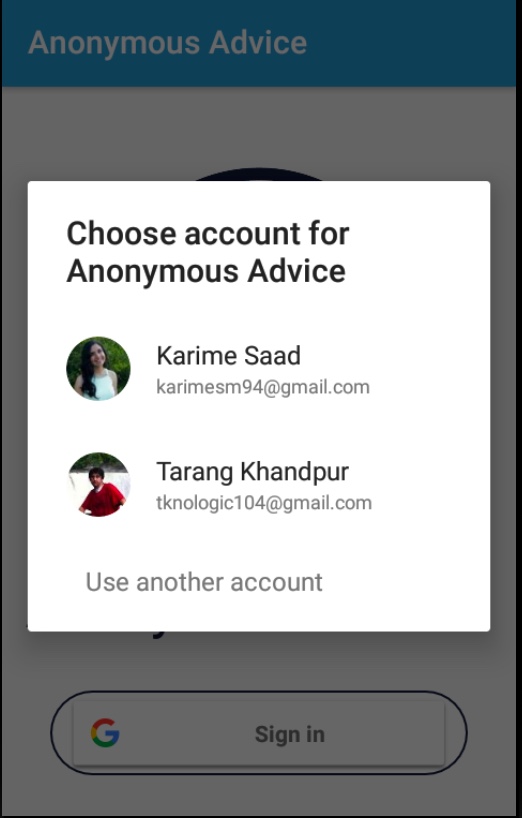 Anonymous Advice
Choose account for
Anonymous Advice
Karime Saad
karimesm94@gmail.com
Tarang Khandpur
tknologic104@gmail.com
Use another account
Sign in